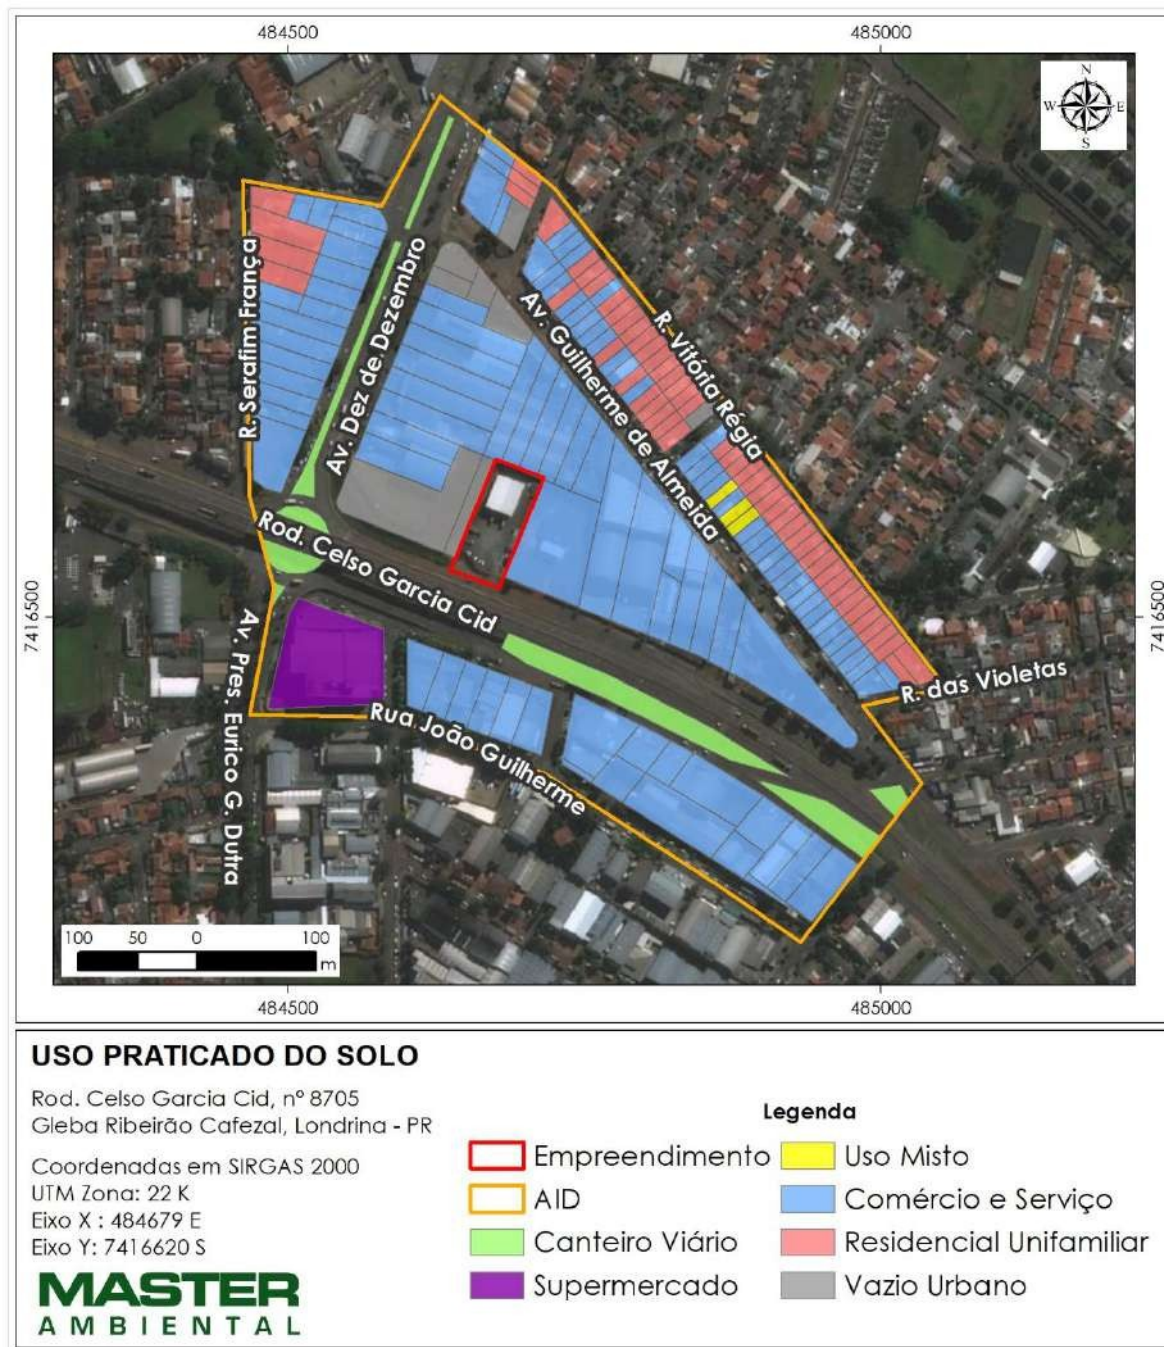 484500
485000
N
W
E
S
R. Serafim França
Av. Dez de Dezembro
Av. Guilherme de Almeida
R. Vitória Régia
Rod. Celso Garcia Cid
7416500
7416500
Av. Pres. Eurico G. Dutra
Rua João Guilherme
R. das Violetas
100 50 0 100
m
484500
485000
USO PRATICADO DO SOLO
Rod. Celso Garcia Cid, nº 8705
Gleba Ribeirão Cafezal, Londrina - PR
Coordenadas em SIRGAS 2000
UTM Zona: 22 K
Eixo X : 484679 E
Eixo Y: 7416620 S
MASTER
AMBIENTAL
Legenda
Empreendimento
AID
Canteiro Viário
Supermercado
Uso Misto
Comércio e Serviço
Residencial Unifamiliar
Vazio Urbano